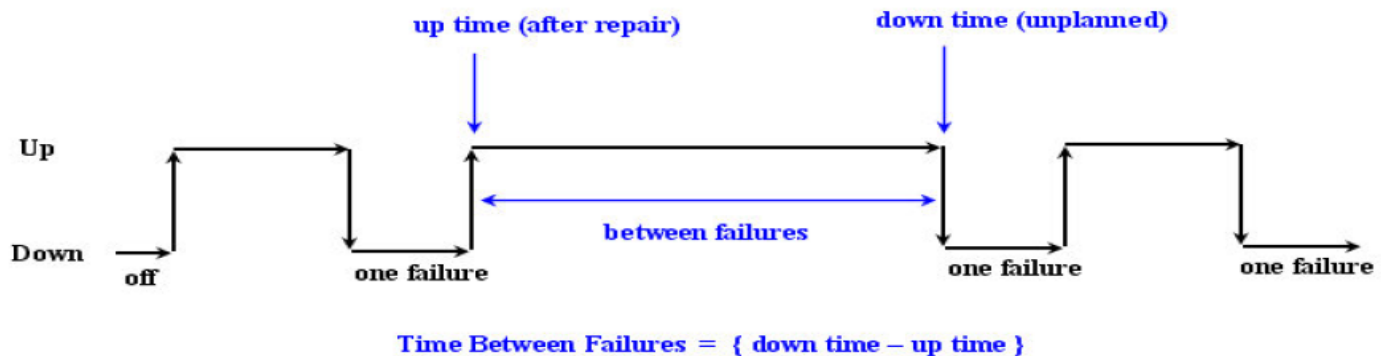 up time (after repair)
down time (unplanned)
Up
between failures
Down
off
one failure
one failure
one failure
Time Between Failures = { down time – up time }